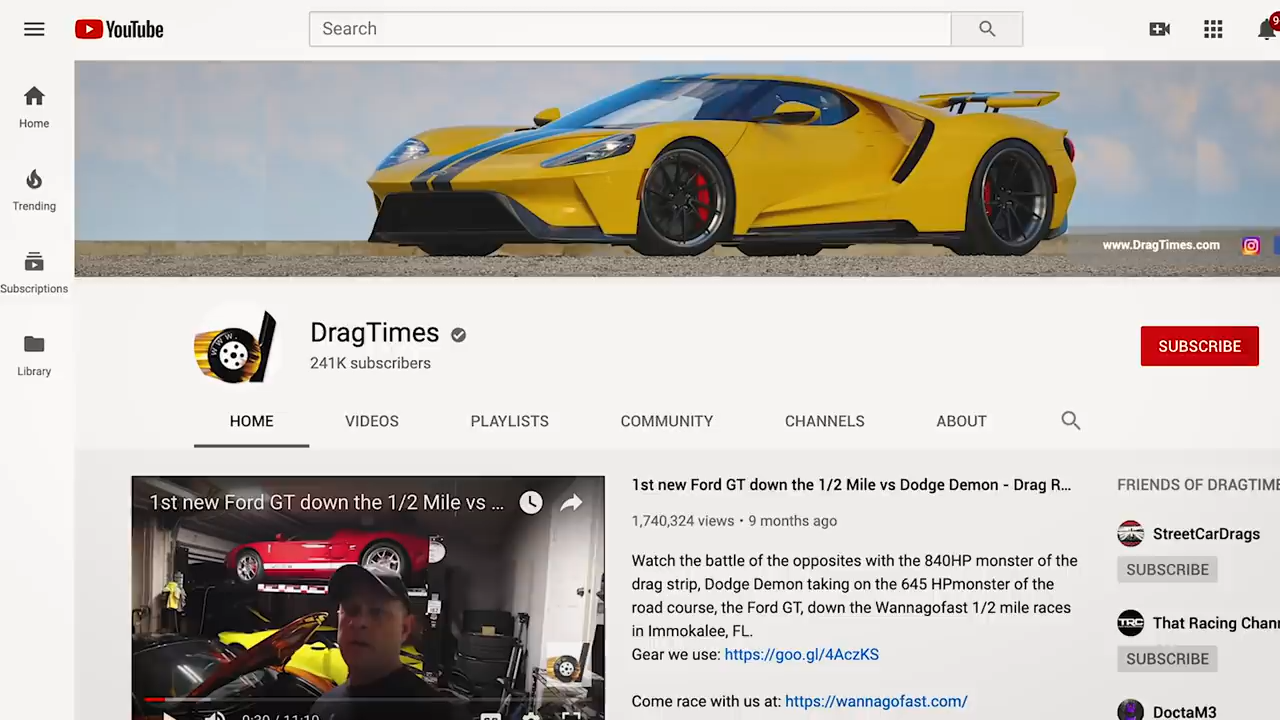 YouTube
Search
9
Home
Trending
Subscriptions
Library
www.DragTimes.com
WWW.
DragTimes
241K subscribers
SUBSCRIBE
HOME VIDEOS PLAYLISTS COMMUNITY CHANNELS ABOUT
1st new Ford GT down the 1/2 Mile vs ...
1st new Ford GT down the 1/2 Mile vs Dodge Demon - Drag R...
1,740,324 views • 9 months ago
Watch the battle of the opposites with the 840HP monster of the
drag strip, Dodge Demon taking on the 645 HPmonster of the
road course, the Ford GT, down the Wannagofast 1/2 mile races
in Immokalee, FL.
Gear we use: https://goo.gl/4AczKS
Come race with us at: https://wannagofast.com/
FRIENDS OF DRAGTIME
StreetCarDrags
SUBSCRIBE
TRC
That Racing Chan
SUBSCRIBE
DoctaM3